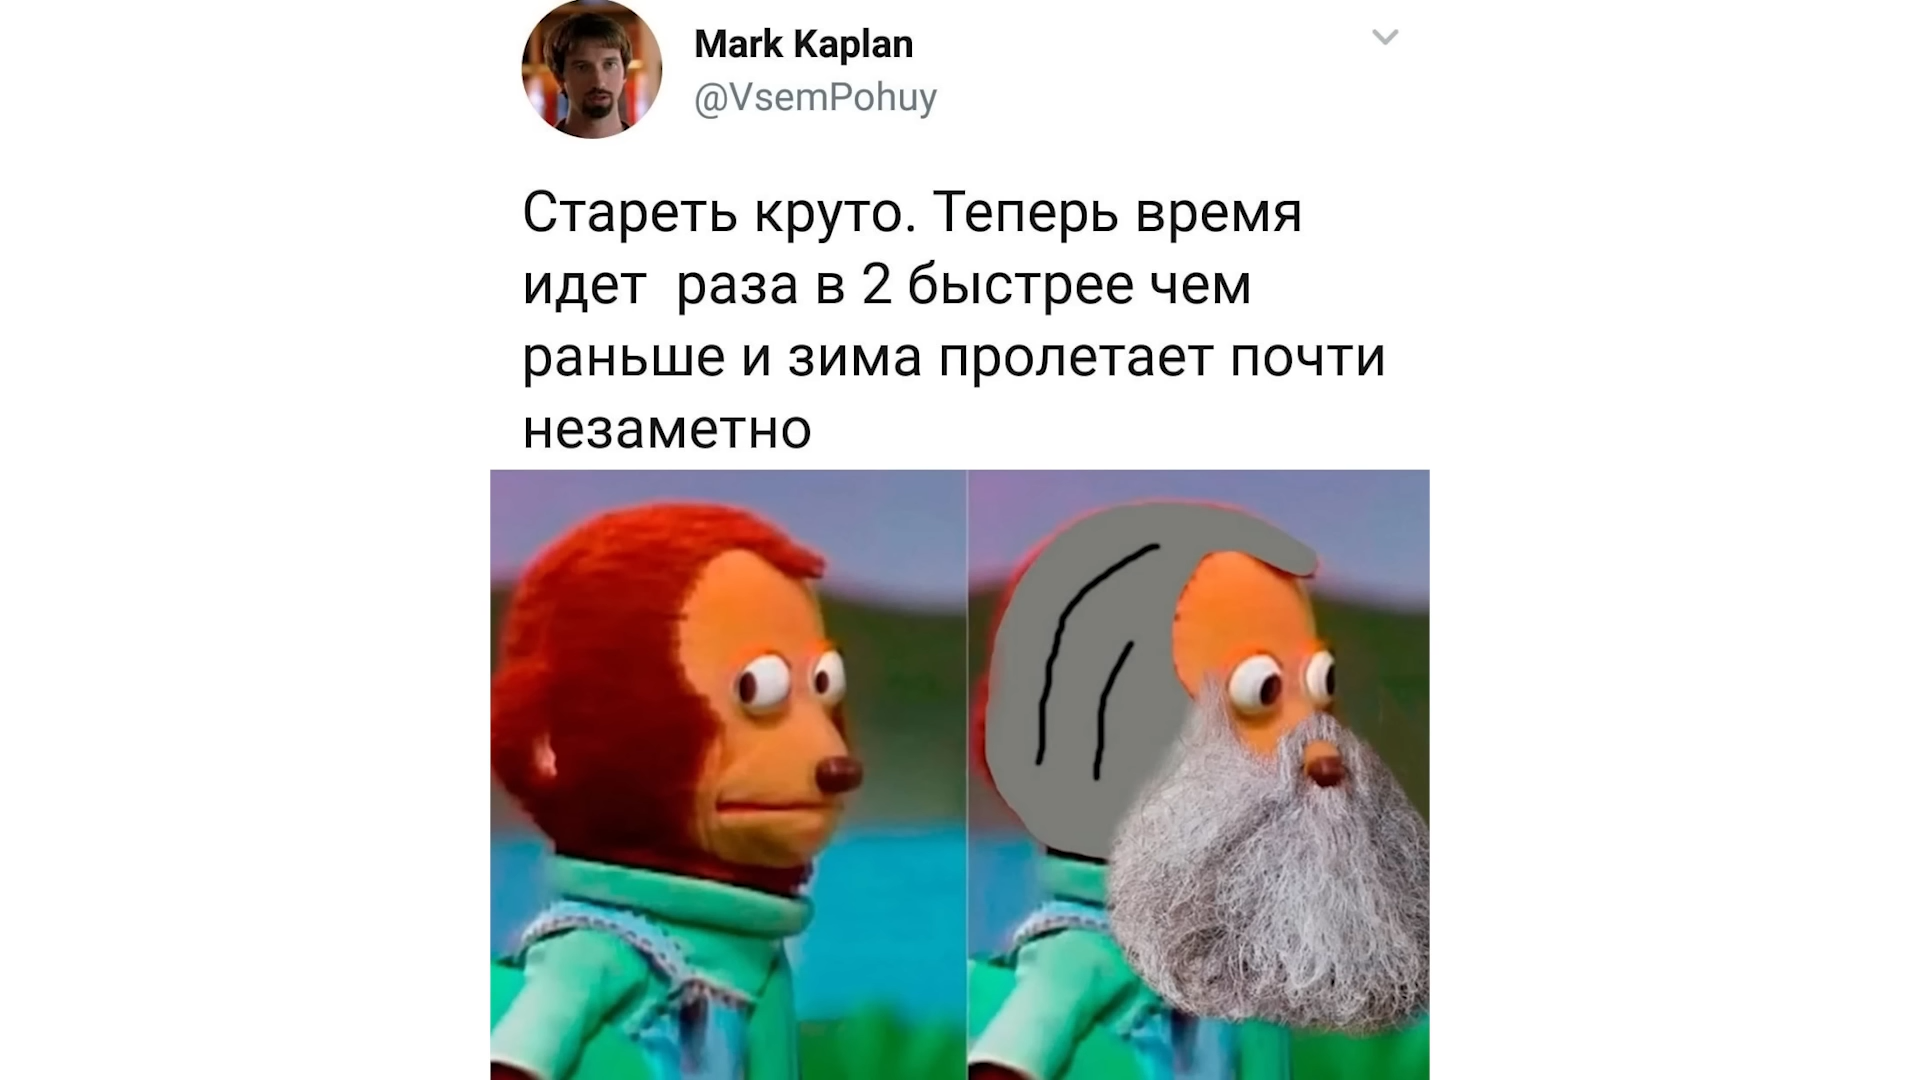 Mark Kaplan
@VsemPohuy
Стареть круто. Теперь время
идет  раза в 2 быстрее чем
раньше и зима пролетает почти
незаметно